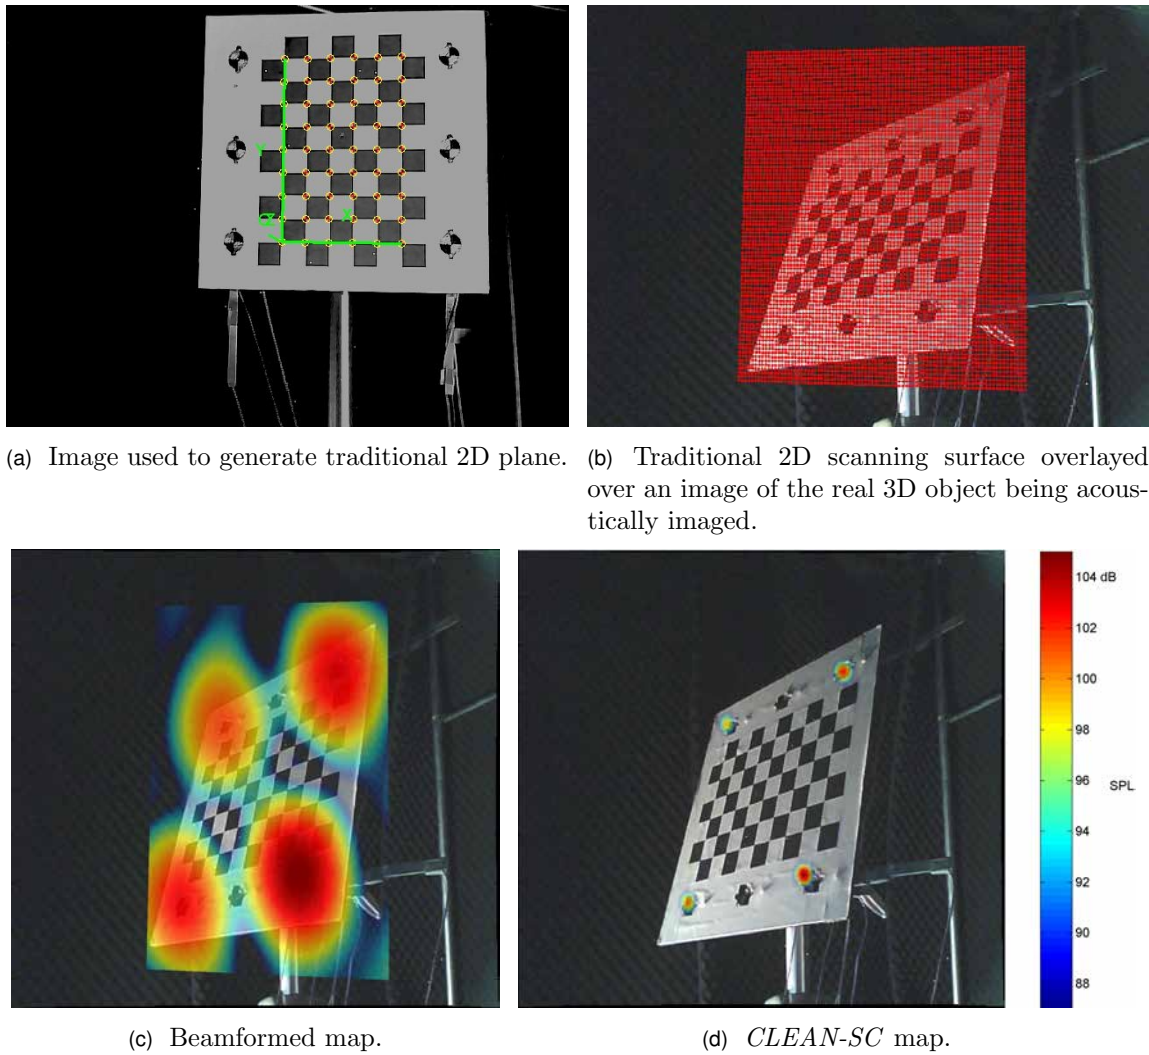 Y
X
(a) Image used to generate traditional 2D plane.
(b) Traditional 2D scanning surface overlayed
over an image of the real 3D object being acous-
tically imaged.
104 dB
102
100
98
96
94
92
90
88
SPL
(c) Beamformed map.
(d) CLEAN-SC map.